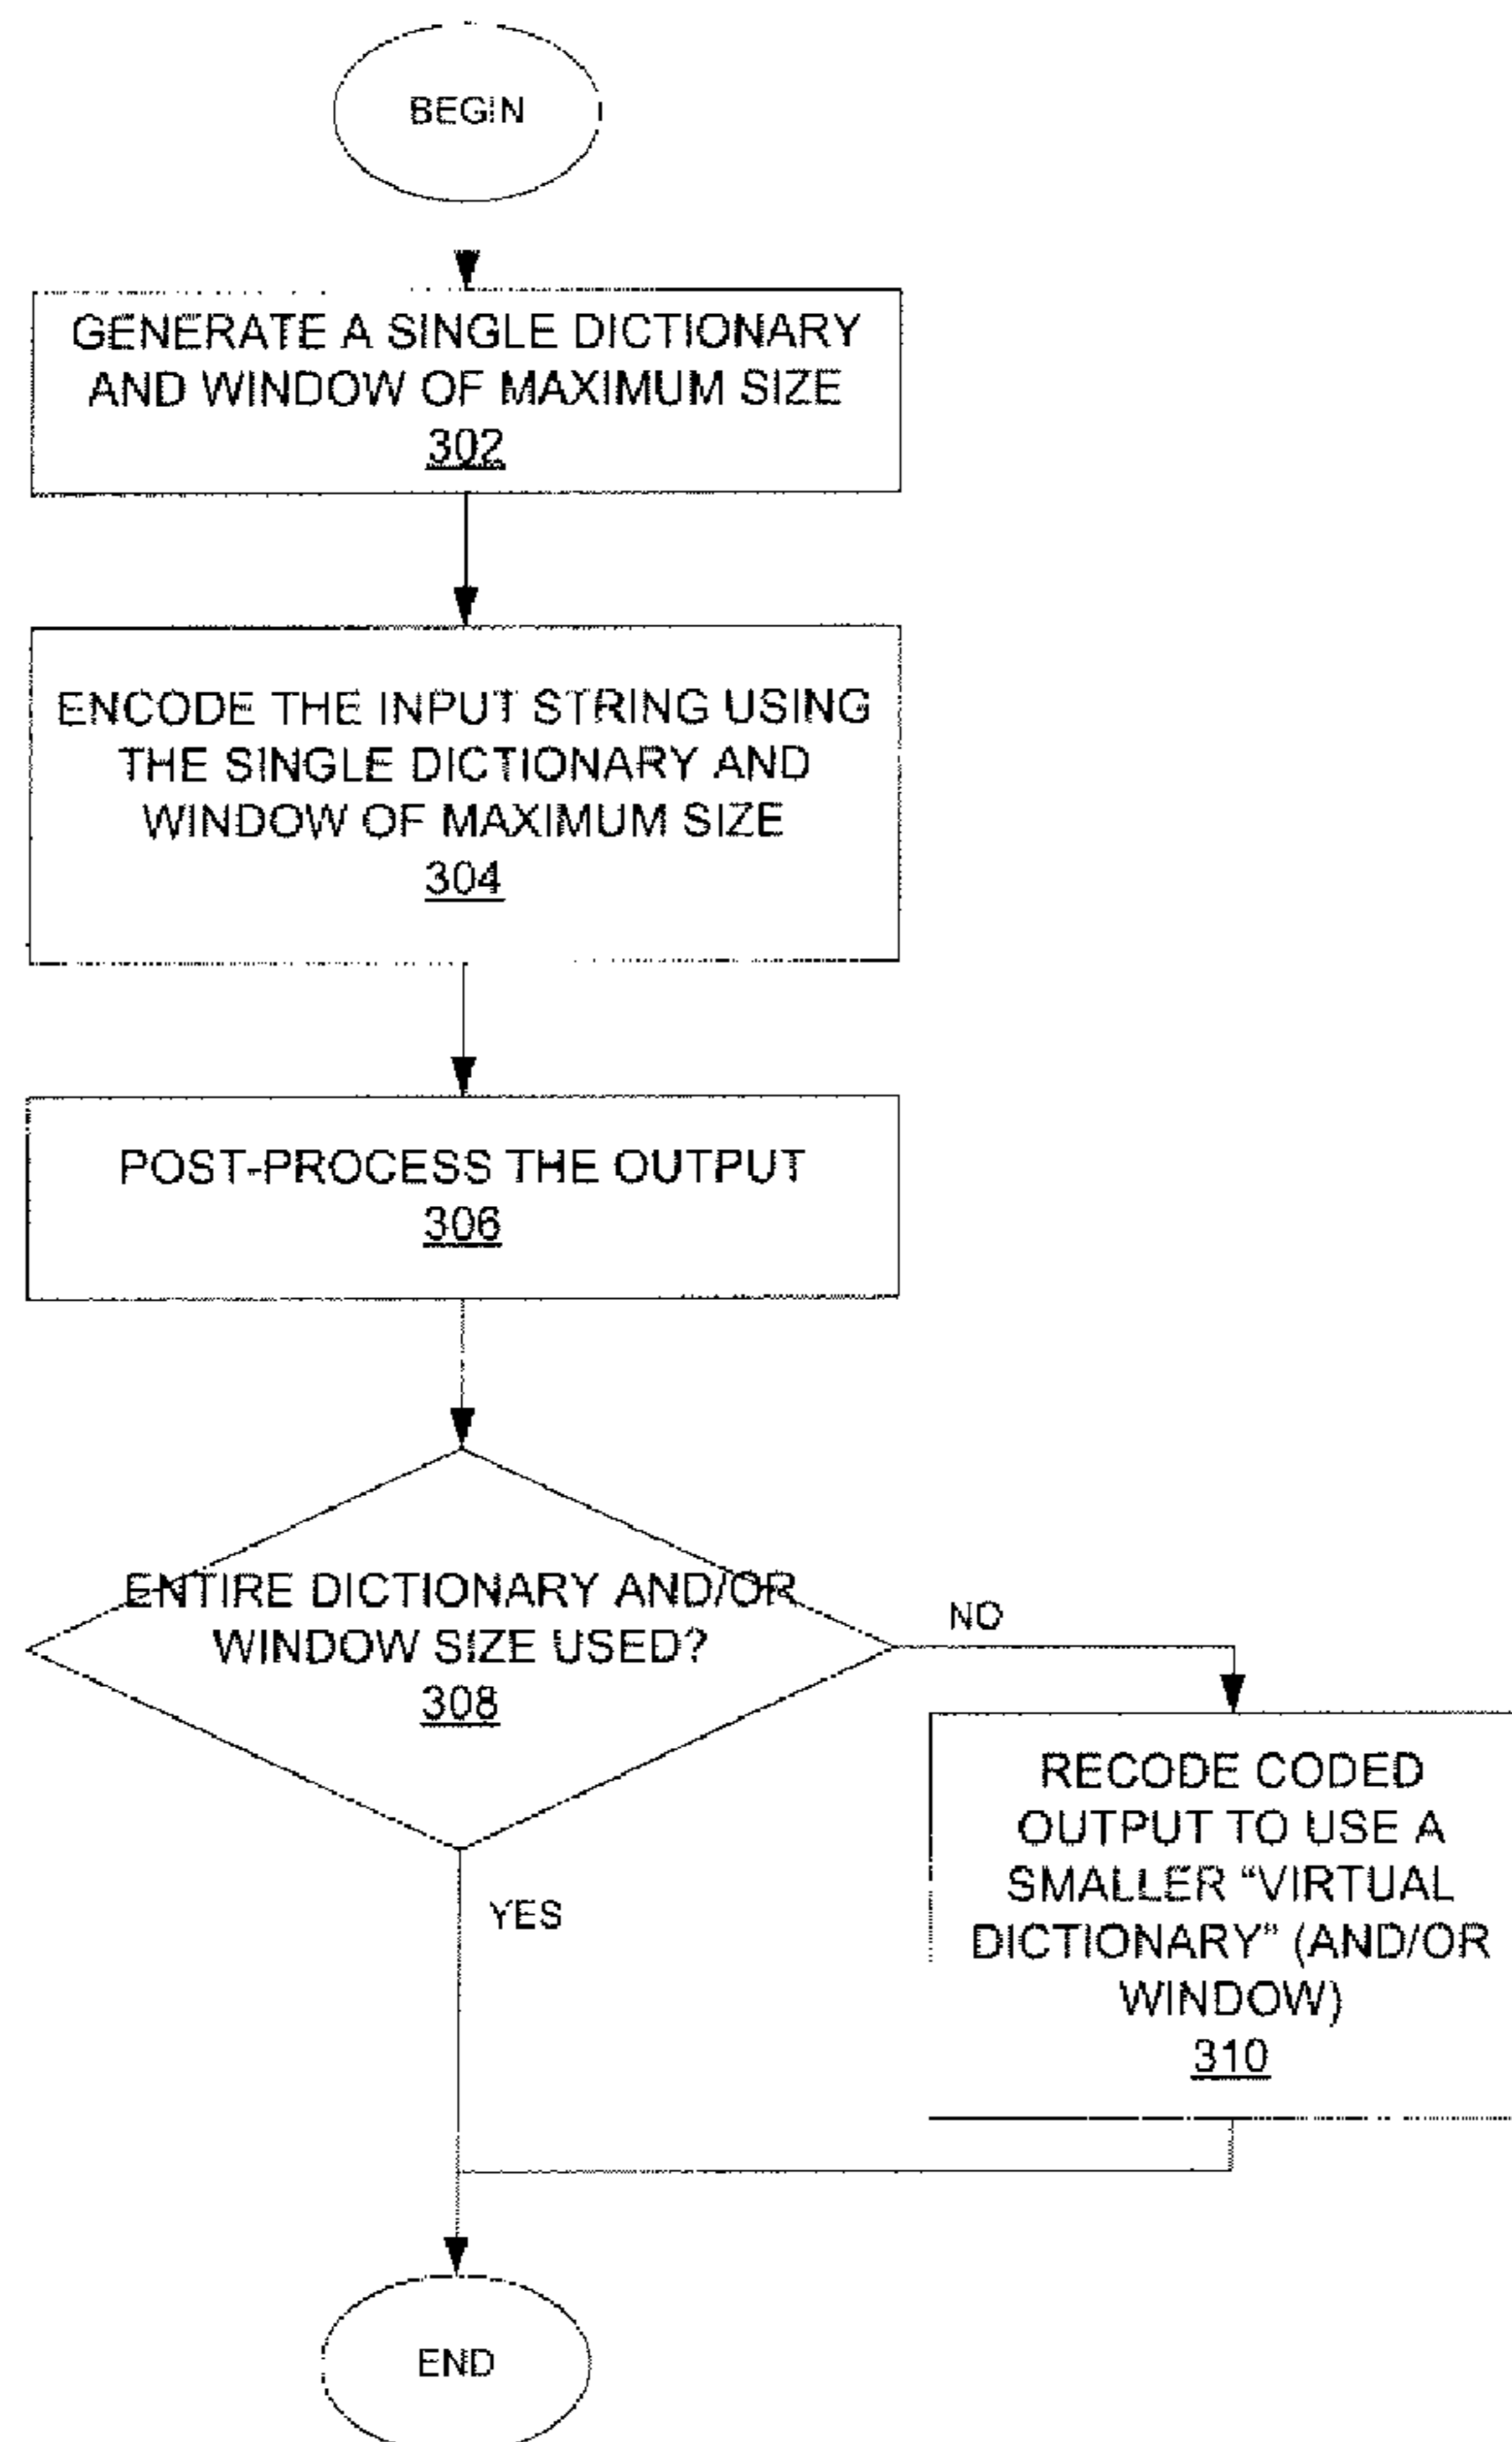 BEGIN
GENERATE A SINGLE DICTIONARY
AND WINDOW OF MAXIMUM SIZE
302
ENCODE THE INPUT STRING USING
THE SINGLE DICTIONARY AND
WINDOW OF MAXIMUM SIZE
304
POST-PROCESS THE OUTPUT
306
ENTIRE DICTIONARY AND/OR
WINDOW SIZE USED?
308
NO
RECODE CODED
OUTPUT TO USE A
SMALLER “VIRTUAL
DICTIONARY” (AND/OR
WINDOW)
310
YES
END